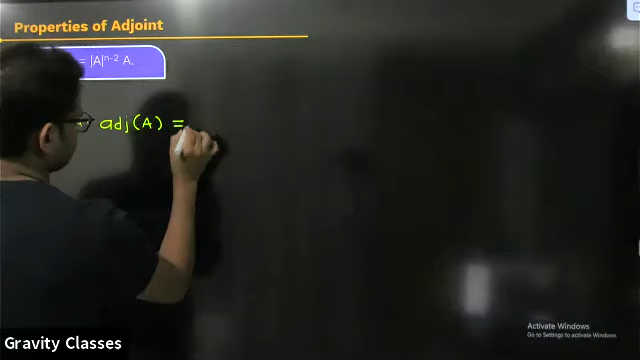 Properties of Adjoint
= |A|ⁿ⁻² A.
adj(A) =
Activate Windows
Go to Settings to activate Windows.
Gravity Classes